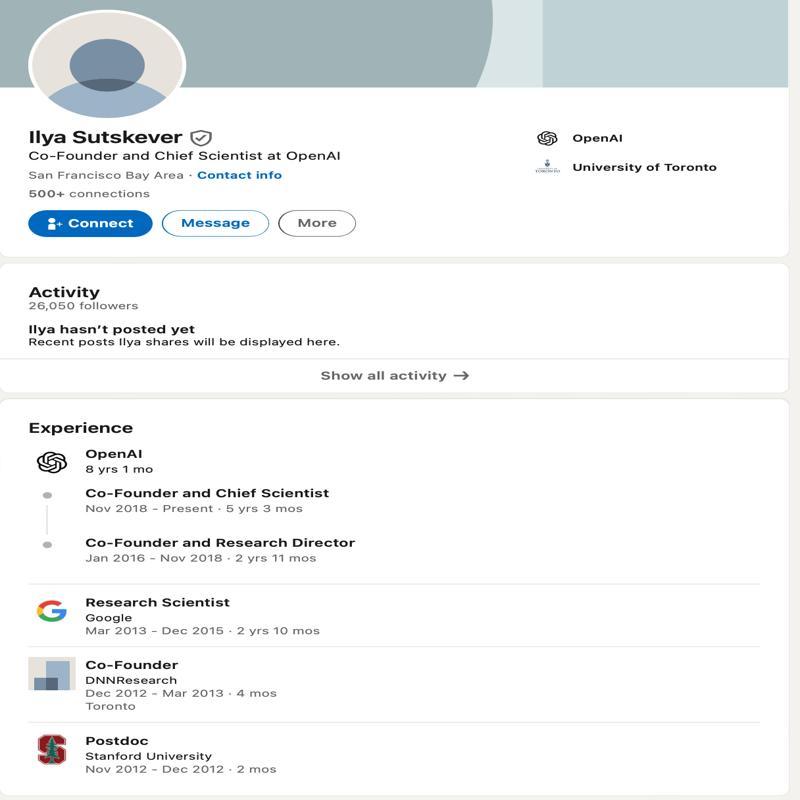 Ilya Sutskever
Co-Founder and Chief Scientist at OpenAI
San Francisco Bay Area · Contact info
500+ connections
Connect
Message
More
OpenAI
University of Toronto
Activity
26,050 followers
Ilya hasn’t posted yet
Recent posts Ilya shares will be displayed here.
Show all activity →
Experience
OpenAI
8 yrs 1 mo
Co-Founder and Chief Scientist
Nov 2018 - Present · 5 yrs 3 mos
Co-Founder and Research Director
Jan 2016 - Nov 2018 · 2 yrs 11 mos
Research Scientist
Google
Mar 2013 - Dec 2015 · 2 yrs 10 mos
Co-Founder
DNNResearch
Dec 2012 - Mar 2013 · 4 mos
Toronto
Postdoc
Stanford University
Nov 2012 - Dec 2012 · 2 mos